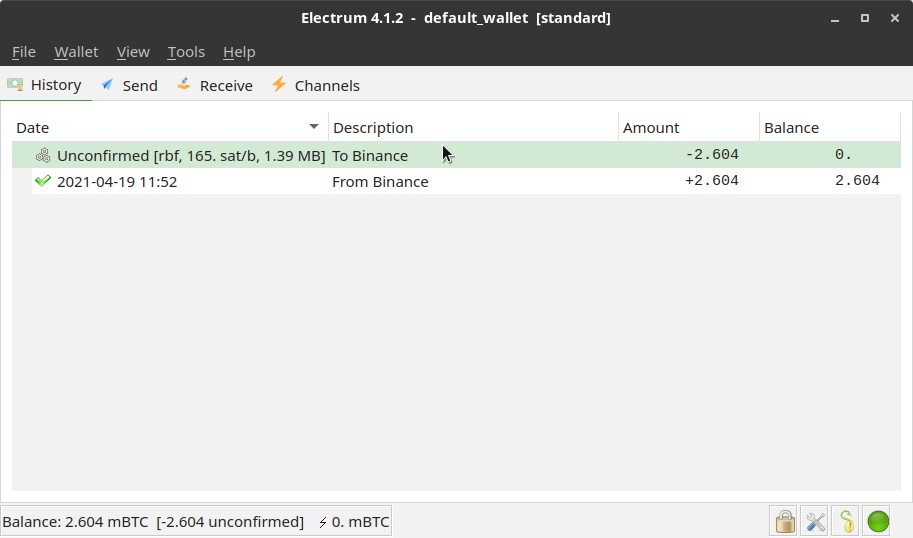 Electrum 4.1.2 - default_wallet [standard]
File Wallet View Tools Help
History Send Receive Channels
Date Description Amount Balance
Unconfirmed [rbf, 165. sat/b, 1.39 MB] To Binance -2.604 0.
2021-04-19 11:52 From Binance +2.604 2.604
Balance: 2.604 mBTC [-2.604 unconfirmed] ⚡ 0. mBTC